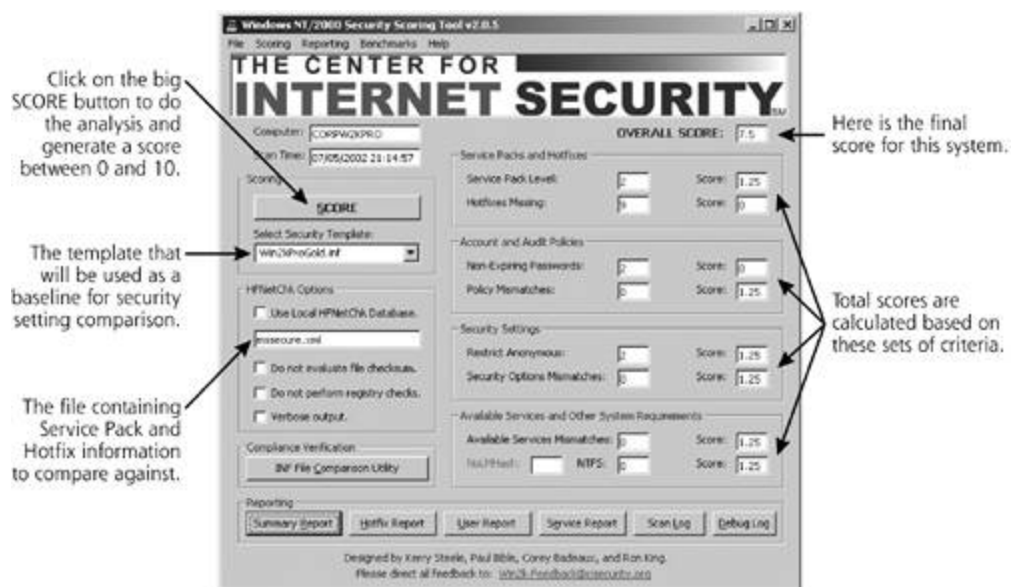 Windows NT/2000 Security Scoring Tool v2.0.5
File Scoring Reporting Benchmarks Help
THE CENTER FOR
INTERNET SECURITY
SM
Click on the big
SCORE button to do
the analysis and
generate a score
between 0 and 10.
The template that
will be used as a
baseline for security
setting comparison.
The file containing
Service Pack and
Hotfix information
to compare against.
Computer:
Scan Time: 07/05/2002 21:14:57
Scoring
SCORE
Select Security Template:
Win2kProGold.inf
HFNetChk Options
Use Local HFNetChk Database.
mssecure.xml
Do not evaluate file checksum.
Do not perform registry checks.
Verbose output.
Compliance Verification
INF File Comparison Utility
OVERALL SCORE: 7.5
Service Packs and Hotfixes
Service Pack Level: 2 Score: 1.25
Hotfixes Missing: 9 Score: 0
Account and Audit Policies
Non-Expiring Passwords: 2 Score: 0
Policy Mismatches: 0 Score: 1.25
Security Settings
Restrict Anonymous: 2 Score: 1.25
Security Options Mismatches: 0 Score: 1.25
Available Services and Other System Requirements
Available Services Mismatches: 0 Score: 1.25
NoLMHash: NTFS: 0 Score: 1.25
Here is the final
score for this system.
Total scores are
calculated based on
these sets of criteria.
Reporting
Summary Report Hotfix Report User Report Service Report Scan Log Debug Log
Designed by Kerry Steele, Paul Bible, Corey Badeaux, and Ron King.
Please direct all feedback to: Win2k-Feedback@cisecurity.org